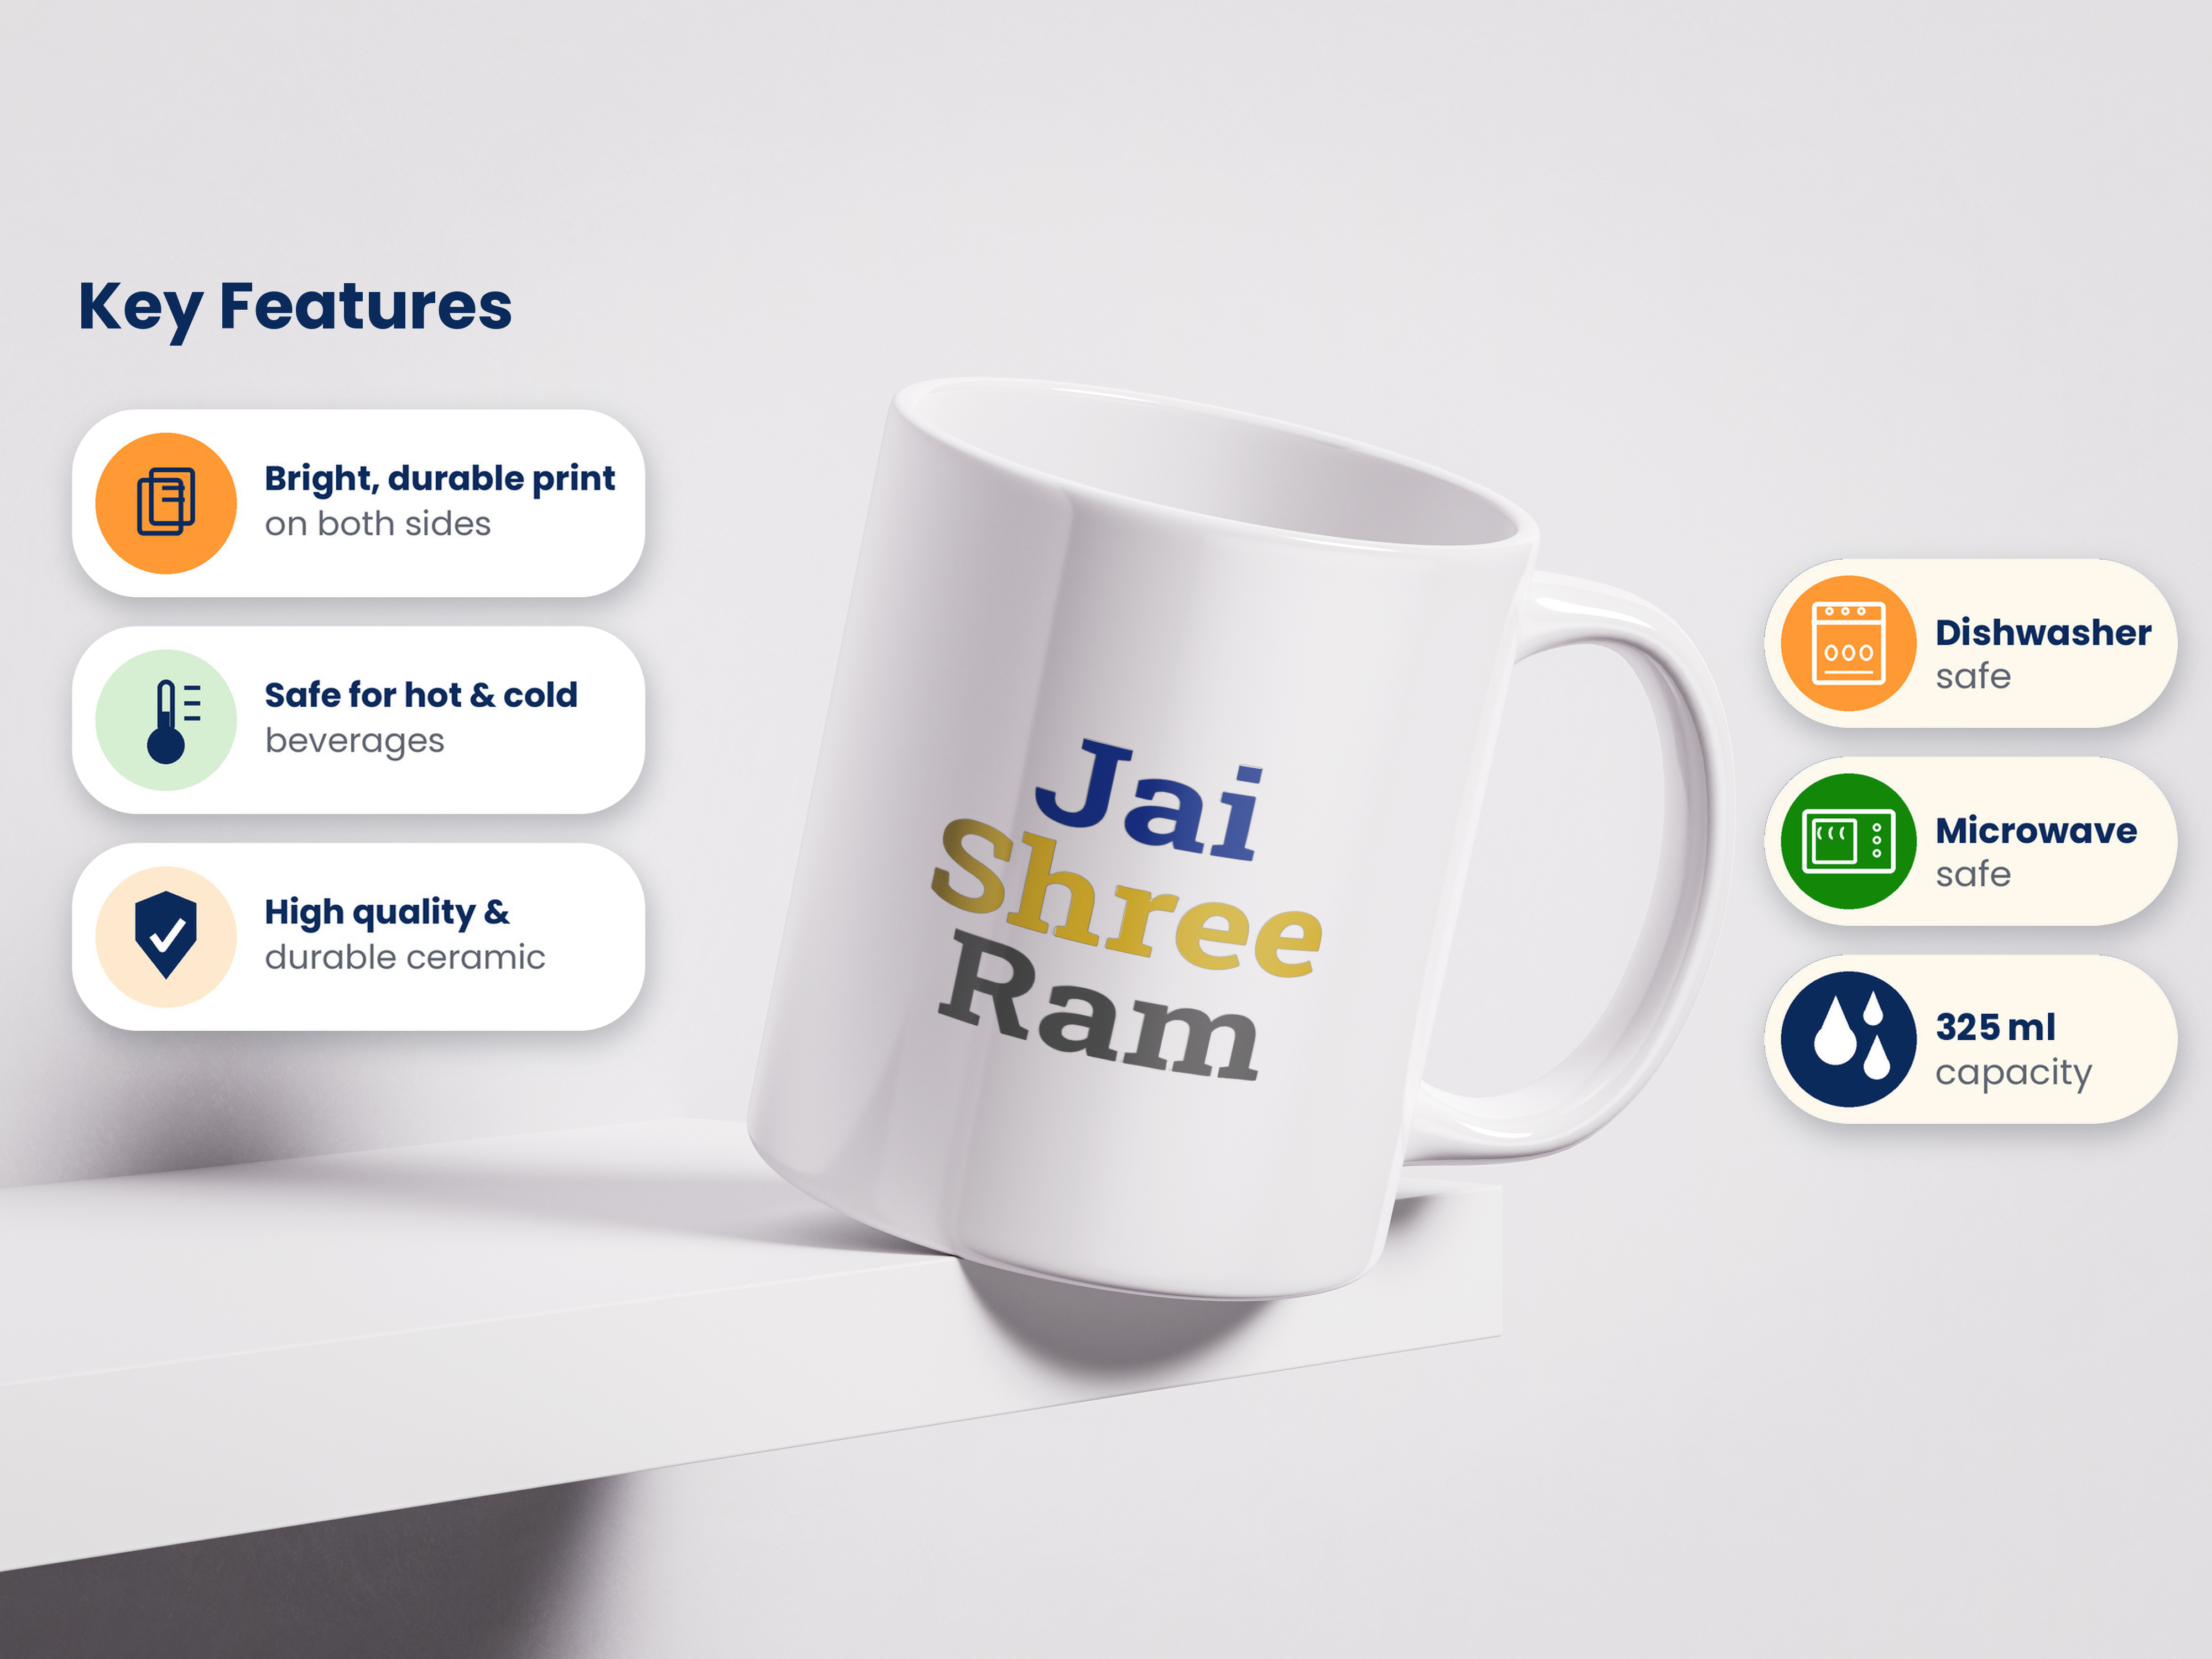 Key Features
Bright, durable print
on both sides
Safe for hot & cold
beverages
High quality &
durable ceramic
Jai
Shree
Ram
Dishwasher
safe
Microwave
safe
325 ml
capacity